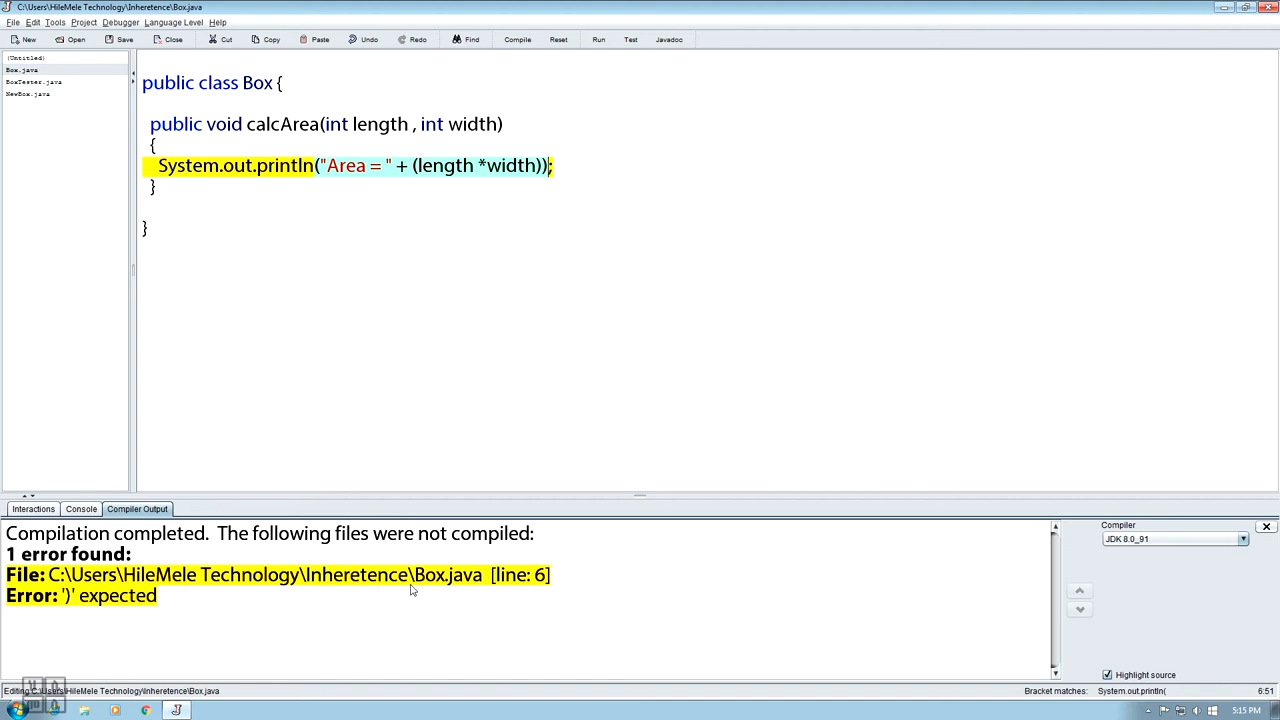 C:\Users\HileMele Technology\Inheretence\Box.java
File Edit Tools Project Debugger Language Level Help
New Open Save Close Cut Copy Paste Undo Redo Find Compile Reset Run Test Javadoc
(Untitled)
Box.java
BoxTester.java
NewBox.java
public class Box {
public void calcArea(int length , int width)
{
System.out.println("Area = " + (length *width));
}
}
Interactions Console Compiler Output
Compilation completed.  The following files were not compiled:
1 error found:
File: C:\Users\HileMele Technology\Inheretence\Box.java  [line: 6]
Error: ')' expected
Compiler
JDK 8.0_91
Highlight source
Editing C:\Users\HileMele Technology\Inheretence\Box.java
Bracket matches: System.out.println( 6:51
5:15 PM